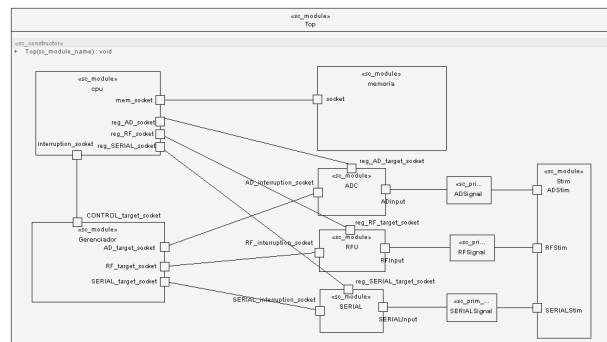 «sc_module»
Top
«sc_constructor»
+ Top(sc_module_name) : void
«sc_module»
cpu
mem_socket
reg_AD_socket
reg_RF_socket
reg_SERIAL_socket
interruption_socket
«sc_module»
memoria
socket
reg_AD_target_socket
«sc_module»
ADC
AD_interruption_socket
ADInput
«sc_pri...
ADSignal
«sc_module»
Stim
ADStim
CONTROL_target_socket
«sc_module»
Gerenciador
AD_target_socket
RF_target_socket
SERIAL_target_socket
reg_RF_target_socket
«sc_module»
RFU
RF_interruption_socket
RFInput
«sc_pri...
RFSignal
RFStim
reg_SERIAL_target_socket
«sc_module»
SERIAL
SERIAL_interruption_socket
SERIALInput
«sc_prim_...
SERIALSignal
SERIALStim